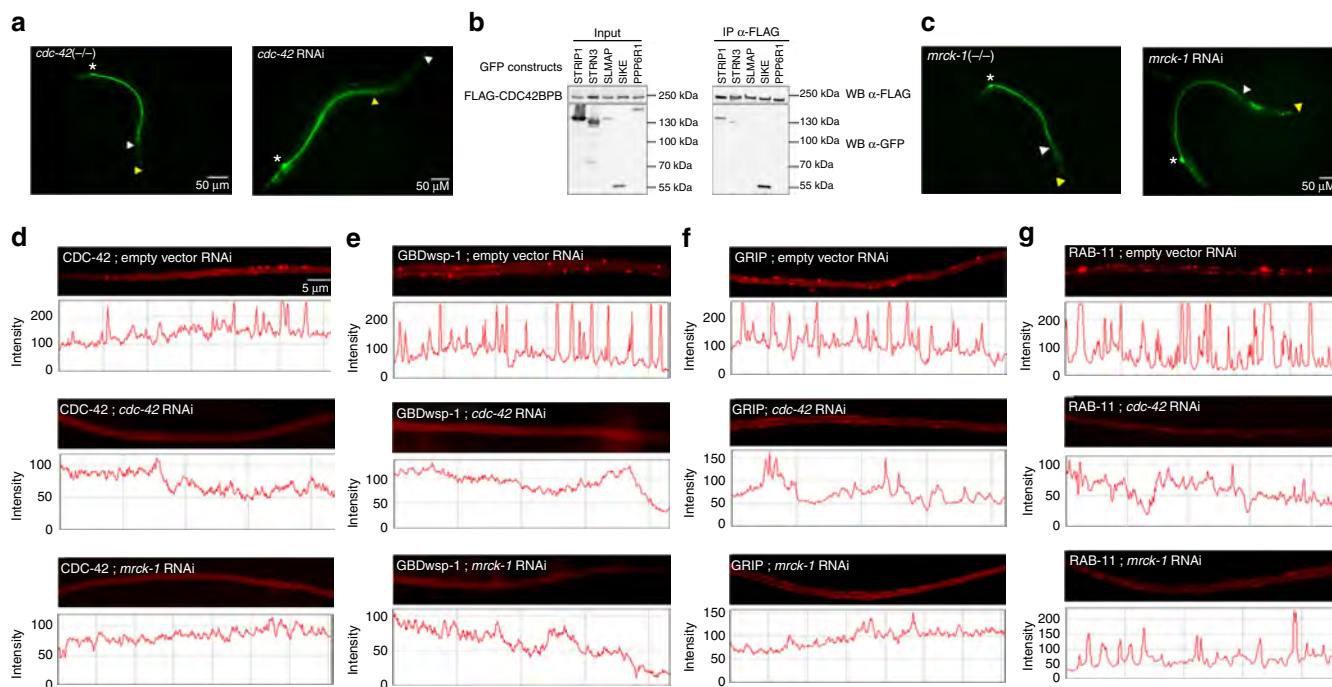 a
cdc-42(–/–)
*
50 µm
cdc-42 RNAi
*
50 µM
b
Input
IP α-FLAG
GFP constructs
STRIP1
STRN3
SLMAP
SIKE
PPP6R1
STRIP1
STRN3
SLMAP
SIKE
PPP6R1
FLAG-CDC42BPB
250 kDa
130 kDa
100 kDa
70 kDa
55 kDa
250 kDa
130 kDa
100 kDa
70 kDa
55 kDa
WB α-FLAG
WB α-GFP
c
mrck-1(–/–)
*
50 µm
mrck-1 RNAi
*
50 µM
d
CDC-42 ; empty vector RNAi
5 µm
Intensity
200
100
0
CDC-42 ; cdc-42 RNAi
Intensity
100
50
0
CDC-42 ; mrck-1 RNAi
Intensity
100
50
0
e
GBDwsp-1 ; empty vector RNAi
Intensity
200
100
0
GBDwsp-1 ; cdc-42 RNAi
Intensity
100
50
0
GBDwsp-1 ; mrck-1 RNAi
Intensity
100
50
0
f
GRIP ; empty vector RNAi
Intensity
200
100
0
GRIP; cdc-42 RNAi
Intensity
150
100
50
0
GRIP ; mrck-1 RNAi
Intensity
150
100
50
0
g
RAB-11 ; empty vector RNAi
Intensity
200
100
0
RAB-11 ; cdc-42 RNAi
Intensity
100
50
0
RAB-11 ; mrck-1 RNAi
Intensity
200
150
100
50
0